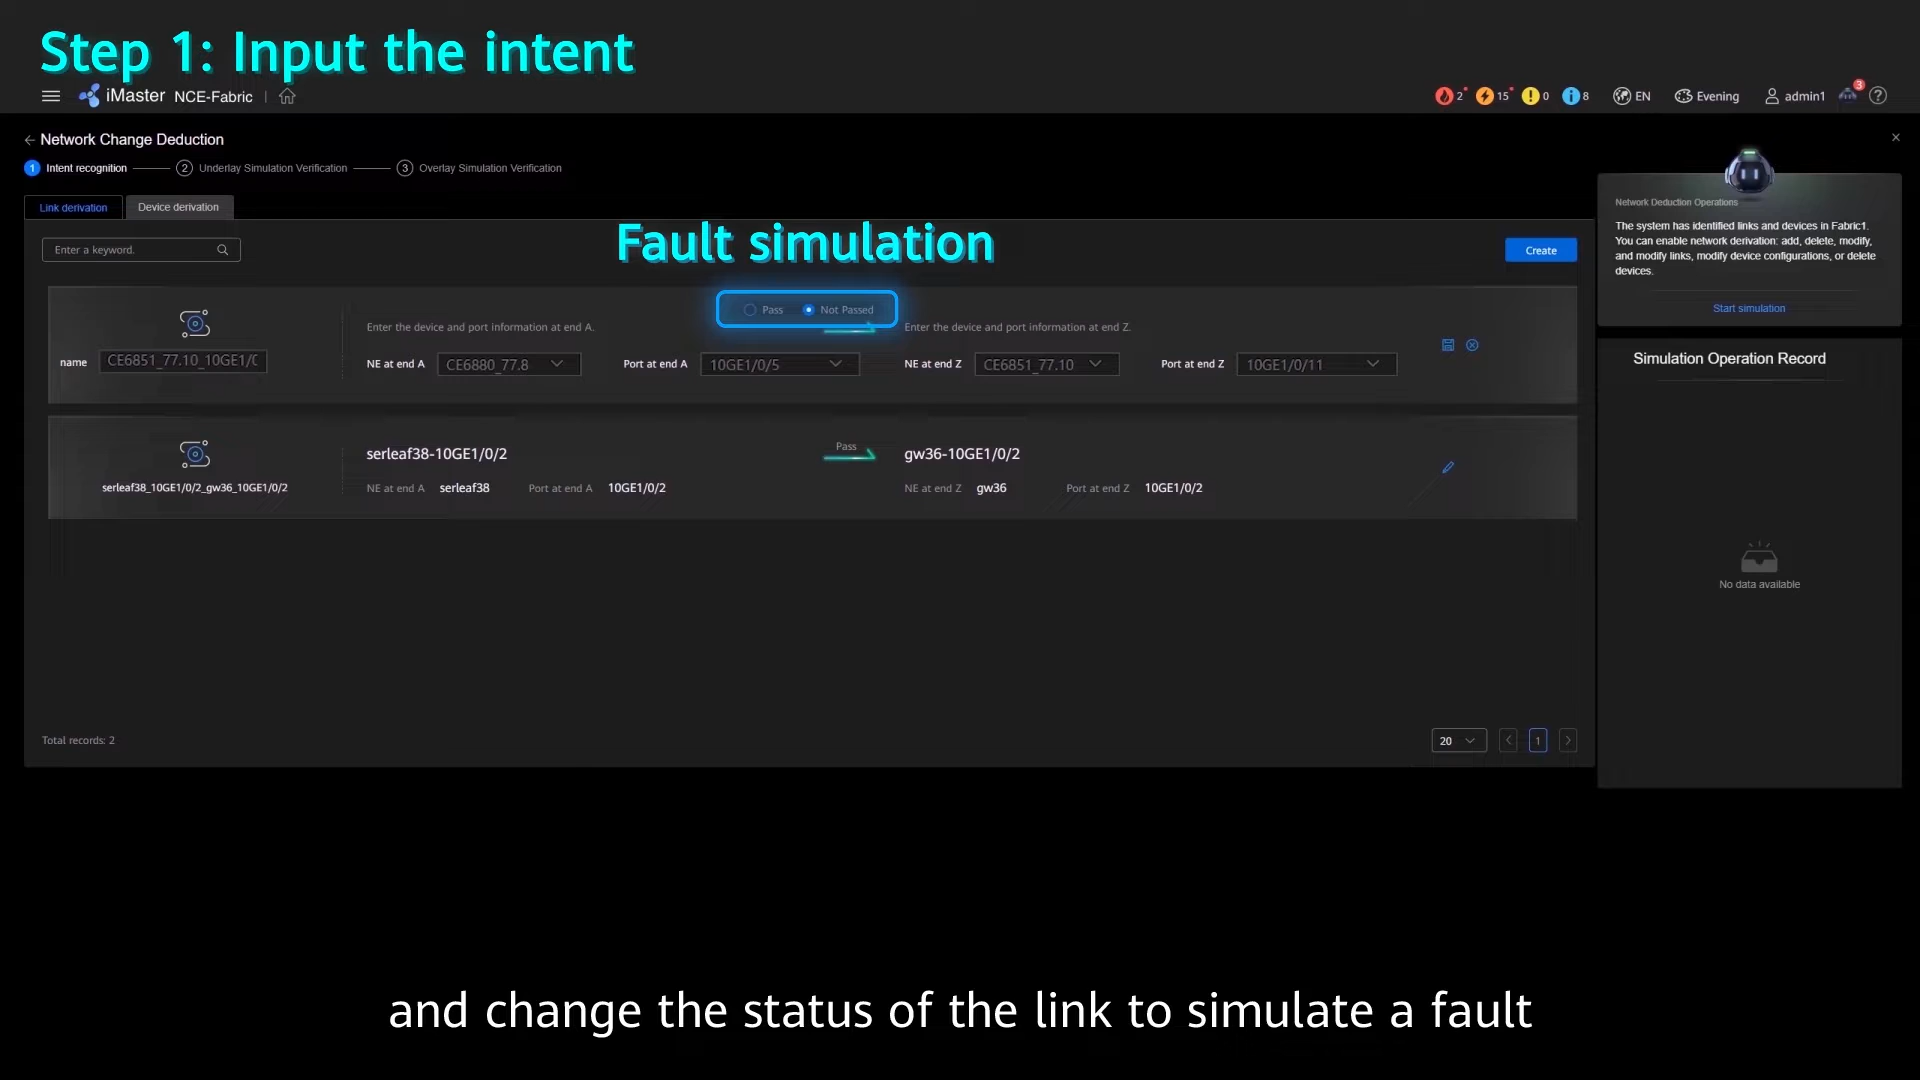 Step 1: Input the intent
iMaster NCE-Fabric
2 15 0 8 EN Evening admin1 3
Network Change Deduction
1 Intent recognition 2 Underlay Simulation Verification 3 Overlay Simulation Verification
Link derivation Device derivation
Enter a keyword.
Fault simulation
Create
Pass Not Passed
Enter the device and port information at end A.
Enter the device and port information at end Z.
name CE6851_77.10_10GE1/0
NE at end A CE6880_77.8 Port at end A 10GE1/0/5 NE at end Z CE6851_77.10 Port at end Z 10GE1/0/11
serleaf38-10GE1/0/2 Pass gw36-10GE1/0/2
serleaf38_10GE1/0/2_gw36_10GE1/0/2
NE at end A serleaf38 Port at end A 10GE1/0/2 NE at end Z gw36 Port at end Z 10GE1/0/2
Total records: 2
20 1
Network Deduction Operations
The system has identified links and devices in Fabric1.
You can enable network derivation: add, delete, modify,
and modify links, modify device configurations, or delete
devices.
Start simulation
Simulation Operation Record
No data available
and change the status of the link to simulate a fault